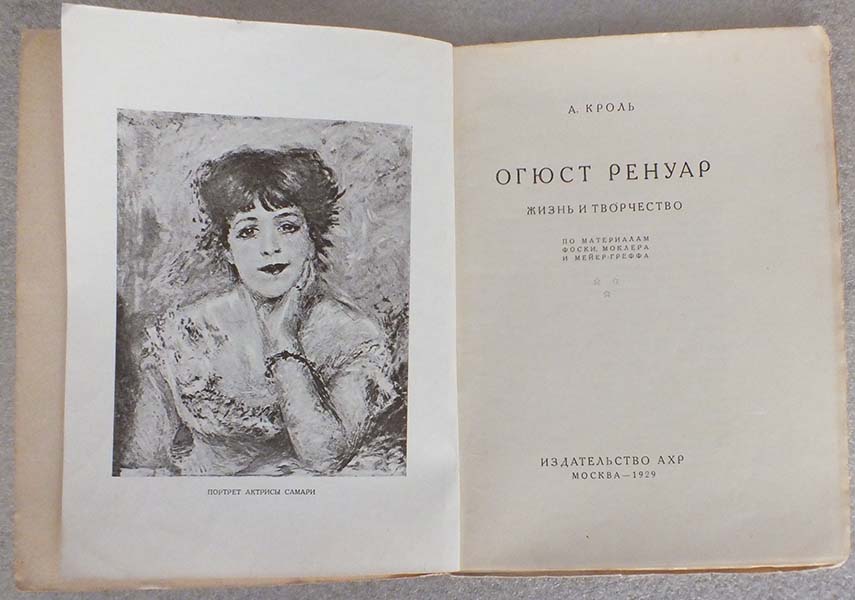 ПОРТРЕТ АКТРИСЫ САМАРИ
А. КРОЛЬ
ОГЮСТ РЕНУАР
ЖИЗНЬ И ТВОРЧЕСТВО
ПО МАТЕРИАЛАМ
ФОСКИ, МОКЛЕРА
И МЕЙЕР-ГРЕФФА
ИЗДАТЕЛЬСТВО АХР
МОСКВА—1929